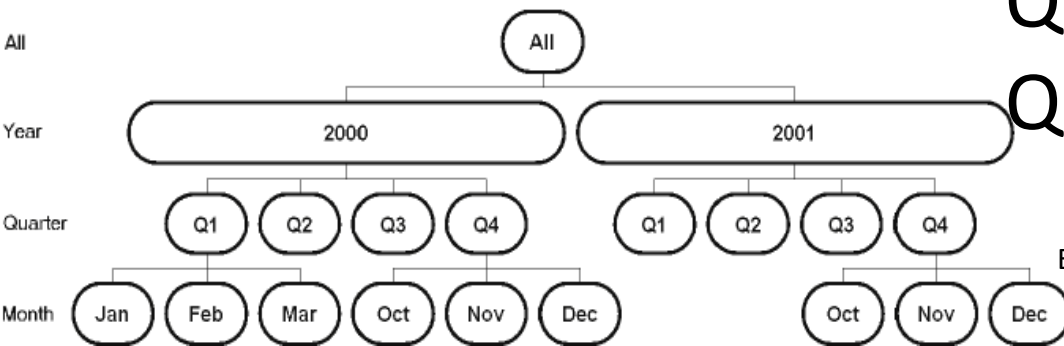 Q
All All
Q
Year 2000 2001
Quarter Q1 Q2 Q3 Q4 Q1 Q2 Q3 Q4
Month Jan Feb Mar Oct Nov Dec Oct Nov Dec